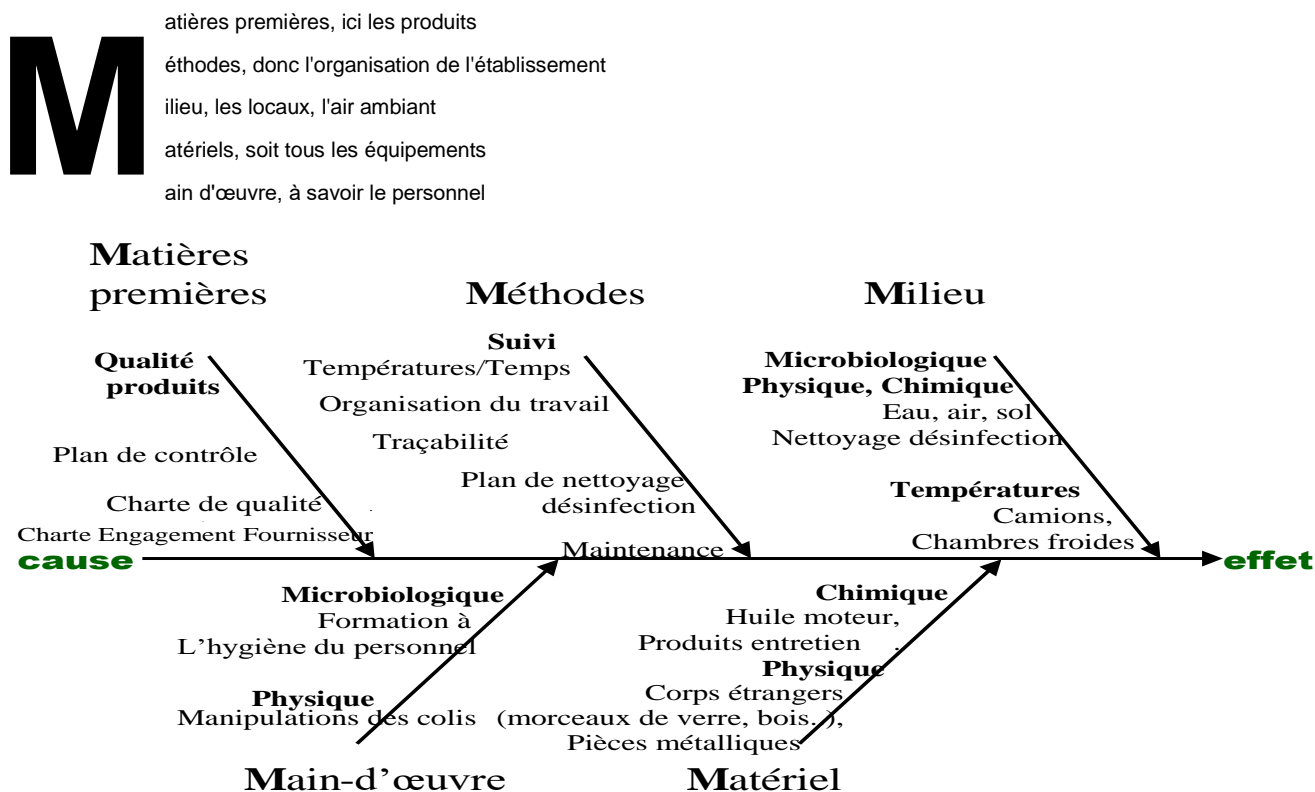 M
atières premières, ici les produits
éthodes, donc l'organisation de l'établissement
ilieu, les locaux, l'air ambiant
atériels, soit tous les équipements
ain d'œuvre, à savoir le personnel
Matières
premières
Méthodes
Milieu
Qualité
produits
Plan de contrôle
Charte de qualité
Charte Engagement Fournisseur
Suivi
Températures/Temps
Organisation du travail
Traçabilité
Plan de nettoyage
désinfection
Maintenance
Microbiologique
Physique, Chimique
Eau, air, sol
Nettoyage désinfection
Températures
Camions,
Chambres froides
cause
effet
Microbiologique
Formation à
L'hygiène du personnel
Physique
Manipulations des colis
Chimique
Huile moteur,
Produits entretien .
Physique
Corps étrangers
(morceaux de verre, bois..),
Pièces métalliques
Main-d'œuvre
Matériel